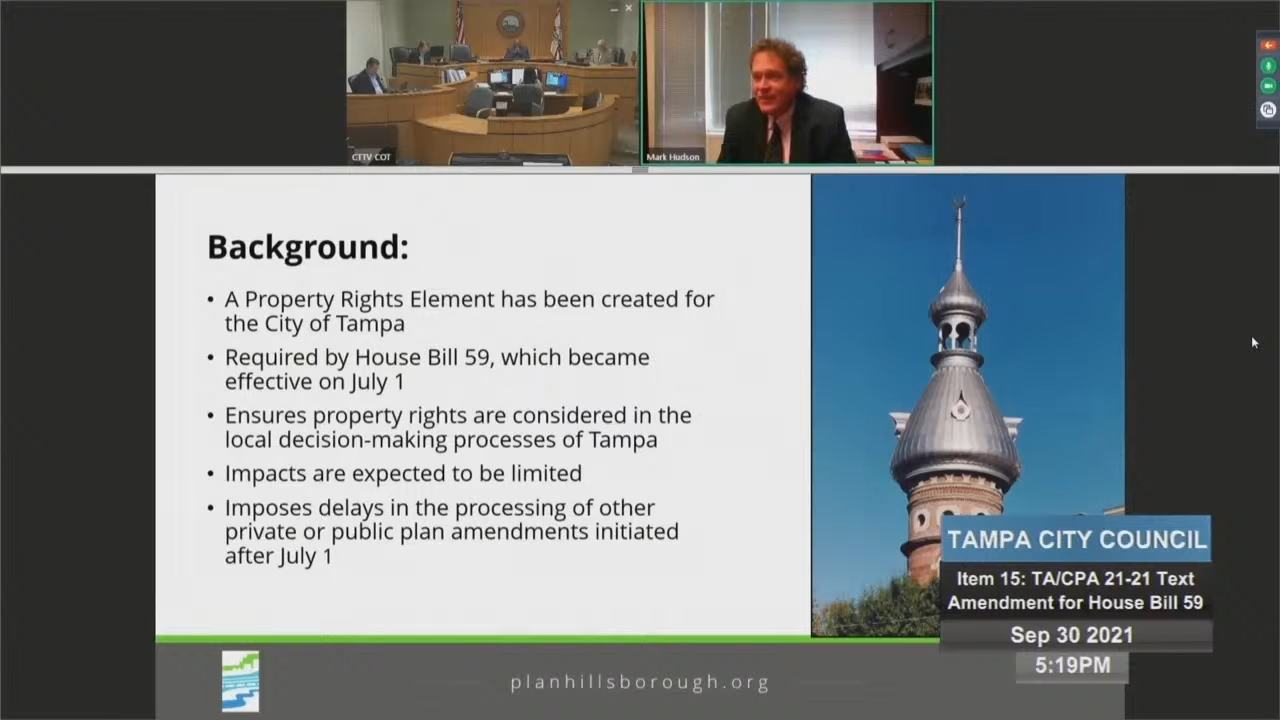 CTTV COT
Mark Hudson
Background:
• A Property Rights Element has been created for
the City of Tampa
• Required by House Bill 59, which became
effective on July 1
• Ensures property rights are considered in the
local decision-making processes of Tampa
• Impacts are expected to be limited
• Imposes delays in the processing of other
private or public plan amendments initiated
after July 1
TAMPA CITY COUNCIL
Item 15: TA/CPA 21-21 Text
Amendment for House Bill 59
Sep 30 2021
5:19PM
planhillsborough.org